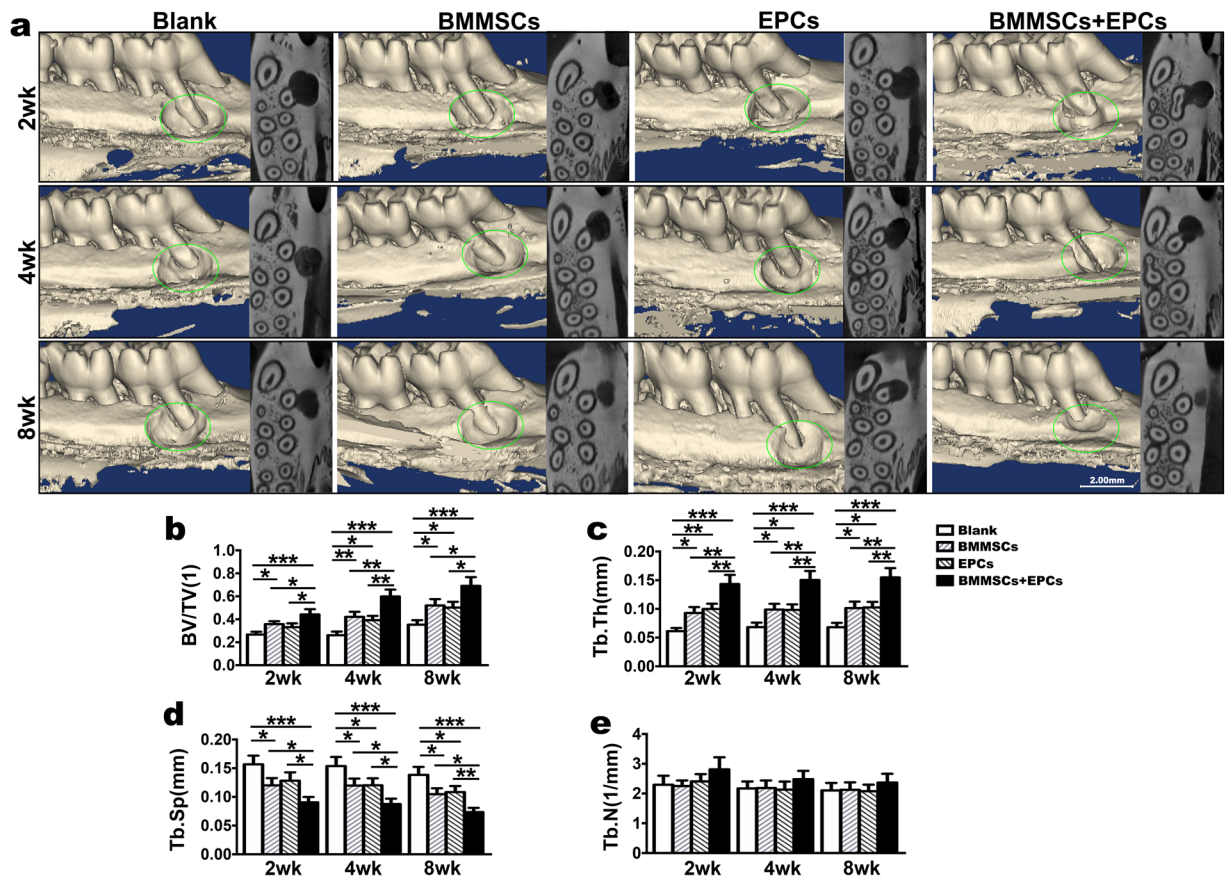 a
Blank BMMSCs EPCs BMMSCs+EPCs
2wk
4wk
8wk
2.00mm
b
BV/TV(1)
1.0
0.8
0.6
0.4
0.2
0.0
*** * * *
*** * ** ** **
*** * * * *
2wk 4wk 8wk
c
Tb.Th(mm)
0.20
0.15
0.10
0.05
0.00
*** ** * ** **
*** * * ** **
*** * * ** **
2wk 4wk 8wk
Blank
BMMSCs
EPCs
BMMSCs+EPCs
d
Tb.Sp(mm)
0.20
0.15
0.10
0.05
0.00
*** * * *
*** * * * *
*** * * * **
2wk 4wk 8wk
e
Tb.N(1/mm)
4
3
2
1
0
2wk 4wk 8wk